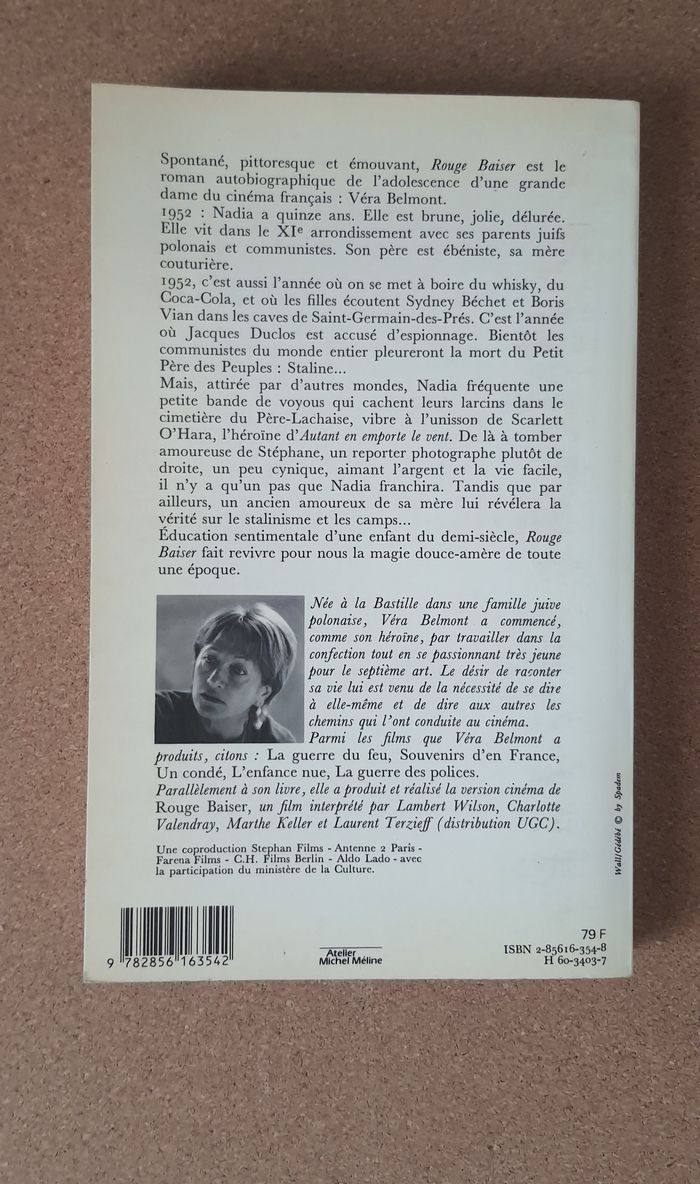 Spontané, pittoresque et émouvant, Rouge Baiser est le
roman autobiographique de l'adolescence d'une grande
dame du cinéma français : Véra Belmont.
1952 : Nadia a quinze ans. Elle est brune, jolie, délurée.
Elle vit dans le XIe arrondissement avec ses parents juifs
polonais et communistes. Son père est ébéniste, sa mère
couturière.
1952, c'est aussi l'année où on se met à boire du whisky, du
Coca-Cola, et où les filles écoutent Sydney Béchet et Boris
Vian dans les caves de Saint-Germain-des-Prés. C'est l'année
où Jacques Duclos est accusé d'espionnage. Bientôt les
communistes du monde entier pleureront la mort du Petit
Père des Peuples : Staline...
Mais, attirée par d'autres mondes, Nadia fréquente une
petite bande de voyous qui cachent leurs larcins dans le
cimetière du Père-Lachaise, vibre à l'unisson de Scarlett
O'Hara, l'héroïne d'Autant en emporte le vent. De là à tomber
amoureuse de Stéphane, un reporter photographe plutôt de
droite, un peu cynique, aimant l'argent et la vie facile,
il n'y a qu'un pas que Nadia franchira. Tandis que par
ailleurs, un ancien amoureux de sa mère lui révélera la
vérité sur le stalinisme et les camps...
Éducation sentimentale d'une enfant du demi-siècle, Rouge
Baiser fait revivre pour nous la magie douce-amère de toute
une époque.
Née à la Bastille dans une famille juive
polonaise, Véra Belmont a commencé,
comme son héroïne, par travailler dans la
confection tout en se passionnant très jeune
pour le septième art. Le désir de raconter
sa vie lui est venu de la nécessité de se dire
à elle-même et de dire aux autres les
chemins qui l'ont conduite au cinéma.
Parmi les films que Véra Belmont a
produits, citons : La guerre du feu, Souvenirs d'en France,
Un condé, L'enfance nue, La guerre des polices.
Parallèlement à son livre, elle a produit et réalisé la version cinéma de
Rouge Baiser, un film interprété par Lambert Wilson, Charlotte
Valendray, Marthe Keller et Laurent Terzieff (distribution UGC).
Une coproduction Stephan Films - Antenne 2 Paris -
Farena Films - C.H. Films Berlin - Aldo Lado - avec
la participation du ministère de la Culture.
Wall/Gédébé © by Spadem
9 782856 163542
Atelier
Michel Méline
79 F
ISBN 2-85616-354-8
H 60-3403-7